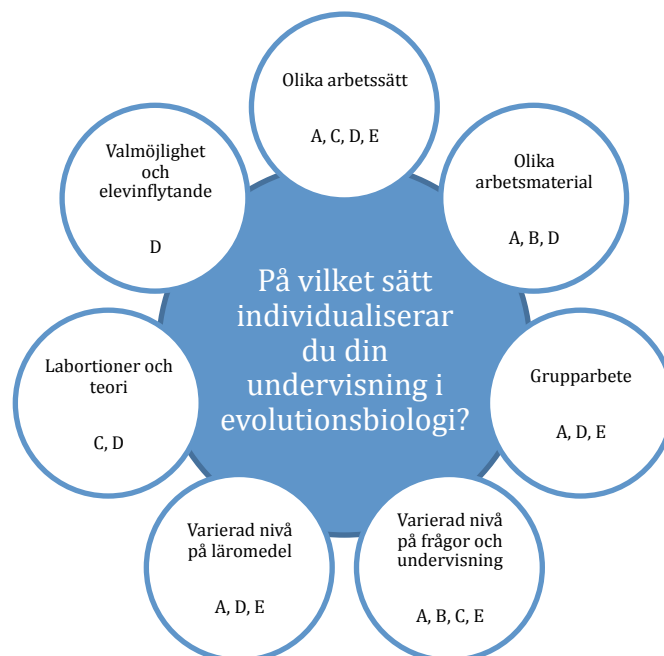 Olika arbetssätt
A, C, D, E
Olika
arbetsmaterial
A, B, D
Grupparbete
A, D, E
Varierad nivå
på frågor och
undervisning
A, B, C, E
Varierad nivå
på läromedel
A, D, E
Labortioner och
teori
C, D
Valmöjlighet
och
elevinflytande
D
På vilket sätt
individualiserar
du din
undervisning i
evolutionsbiologi?